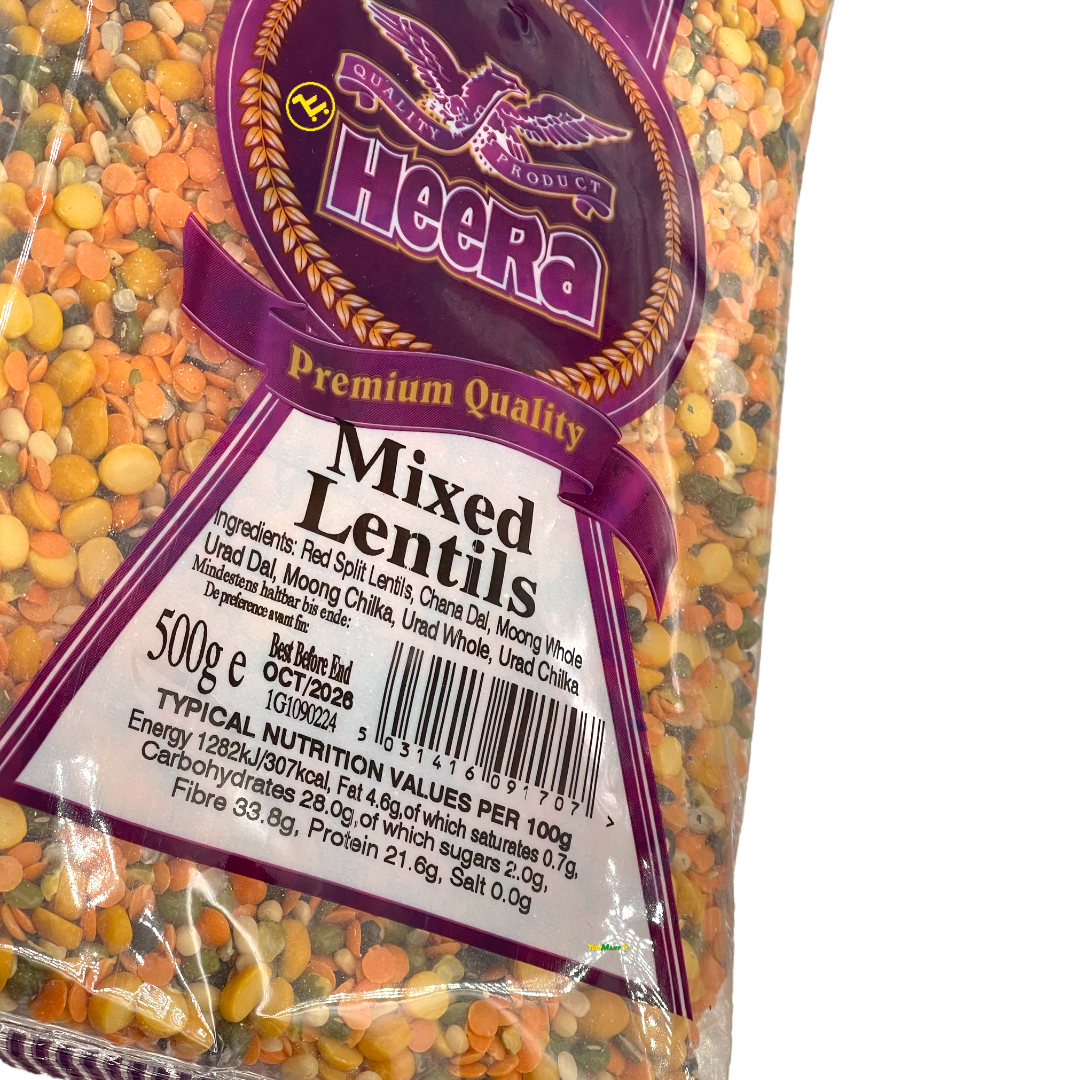 QUALITY PRODUCT
HeeRa
Premium Quality
Mixed
Lentils
Ingredients: Red Split Lentils, Chana Dal, Moong Whole
Urad Dal, Moong Chilka, Urad Whole, Urad Chilka
Mindestens haltbar bis ende:
De preference avant fin:
500g e
Best Before End
OCT/2026
1G1090224
5 031416 091707 >
TYPICAL NUTRITION VALUES PER 100g
Energy 1282kJ/307kcal, Fat 4.6g,of which saturates 0.7g,
Carbohydrates 28.0g,of which sugars 2.0g,
Fibre 33.8g, Protein 21.6g, Salt 0.0g